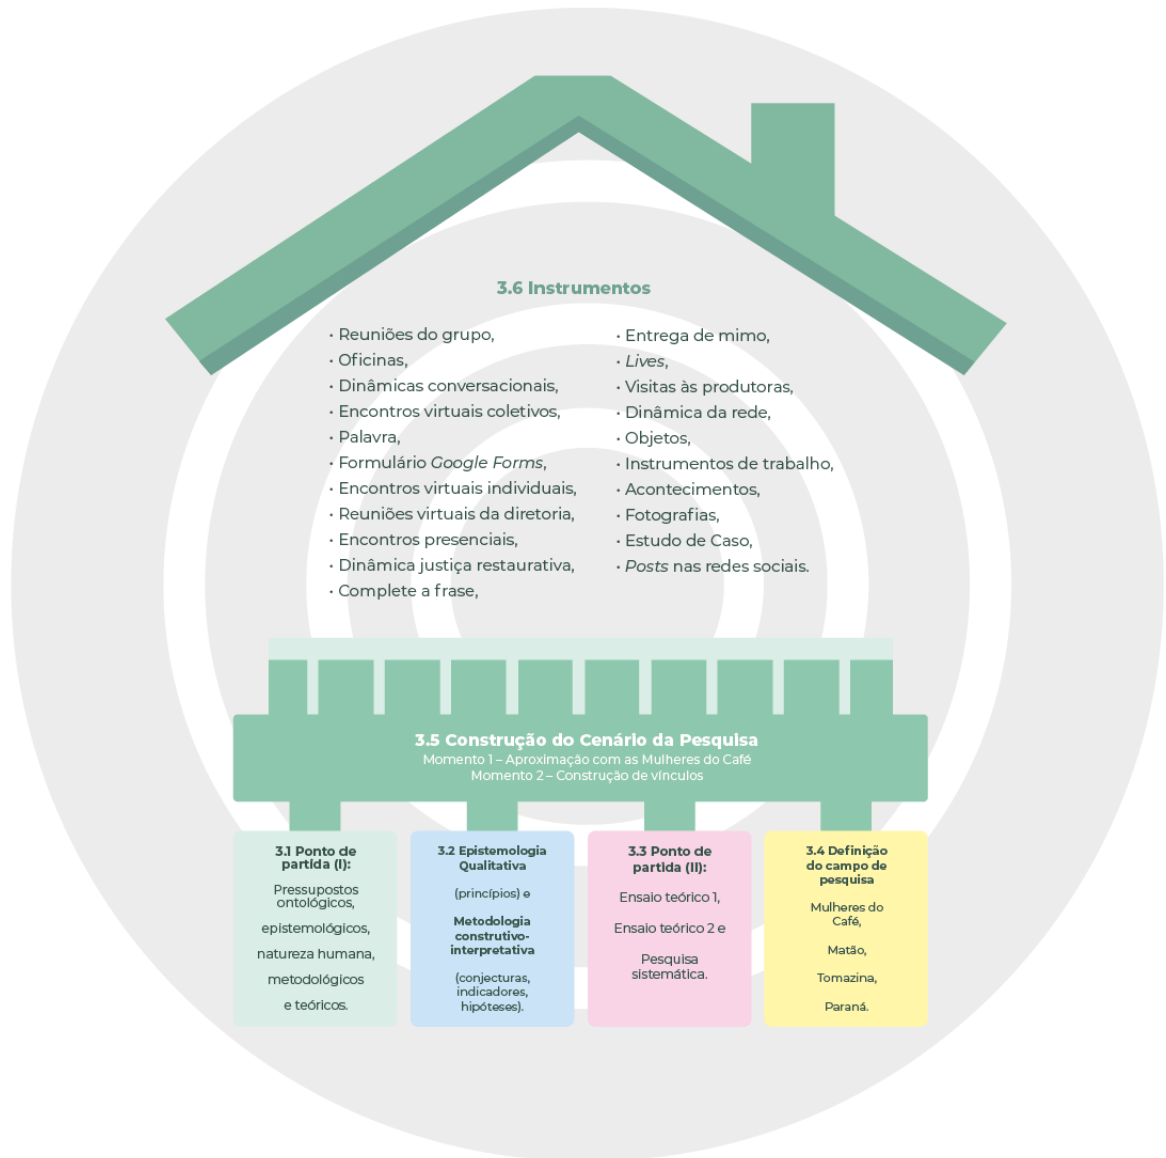 3.6 Instrumentos
• Reuniões do grupo,
• Oficinas,
• Dinâmicas conversacionais,
• Encontros virtuais coletivos,
• Palavra,
• Formulário Google Forms,
• Encontros virtuais individuais,
• Reuniões virtuais da diretoria,
• Encontros presenciais,
• Dinâmica justiça restaurativa,
• Complete a frase,
• Entrega de mimo,
• Lives,
• Visitas às produtoras,
• Dinâmica da rede,
• Objetos,
• Instrumentos de trabalho,
• Acontecimentos,
• Fotografias,
• Estudo de Caso,
• Posts nas redes sociais.
3.5 Construção do Cenário da Pesquisa
Momento 1 – Aproximação com as Mulheres do Café
Momento 2 – Construção de vínculos
3.1 Ponto de
partida (I):
Pressupostos
ontológicos,
epistemológicos,
natureza humana,
metodológicos
e teóricos.
3.2 Epistemologia
Qualitativa
(princípios) e
Metodologia
construtivo-
interpretativa
(conjecturas,
indicadores,
hipóteses).
3.3 Ponto de
partida (II):
Ensaio teórico 1,
Ensaio teórico 2 e
Pesquisa
sistemática.
3.4 Definição
do campo de
pesquisa
Mulheres do
Café,
Matão,
Tomazina,
Paraná.